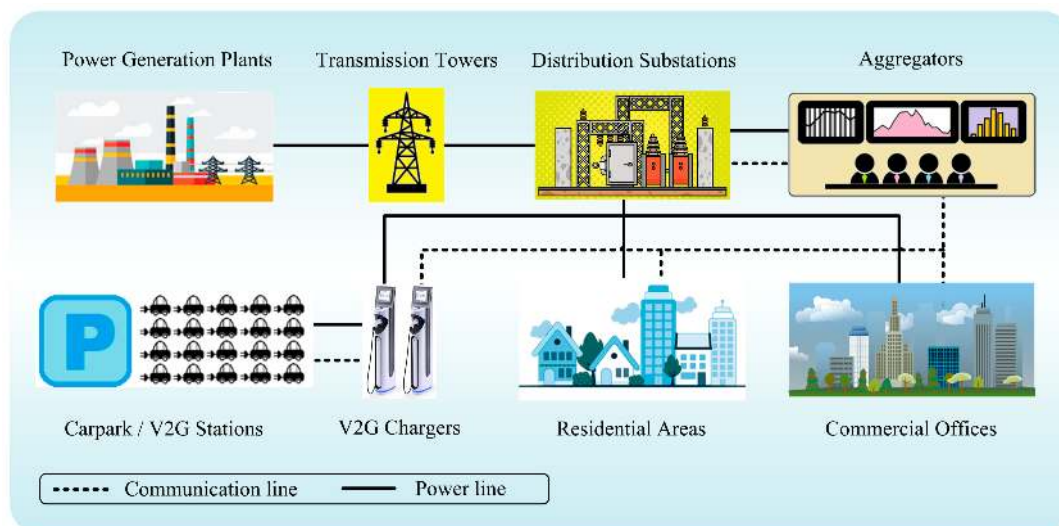 Power Generation Plants
Transmission Towers
Distribution Substations
Aggregators
P
Carpark / V2G Stations
V2G Chargers
Residential Areas
Commercial Offices
Communication line
Power line